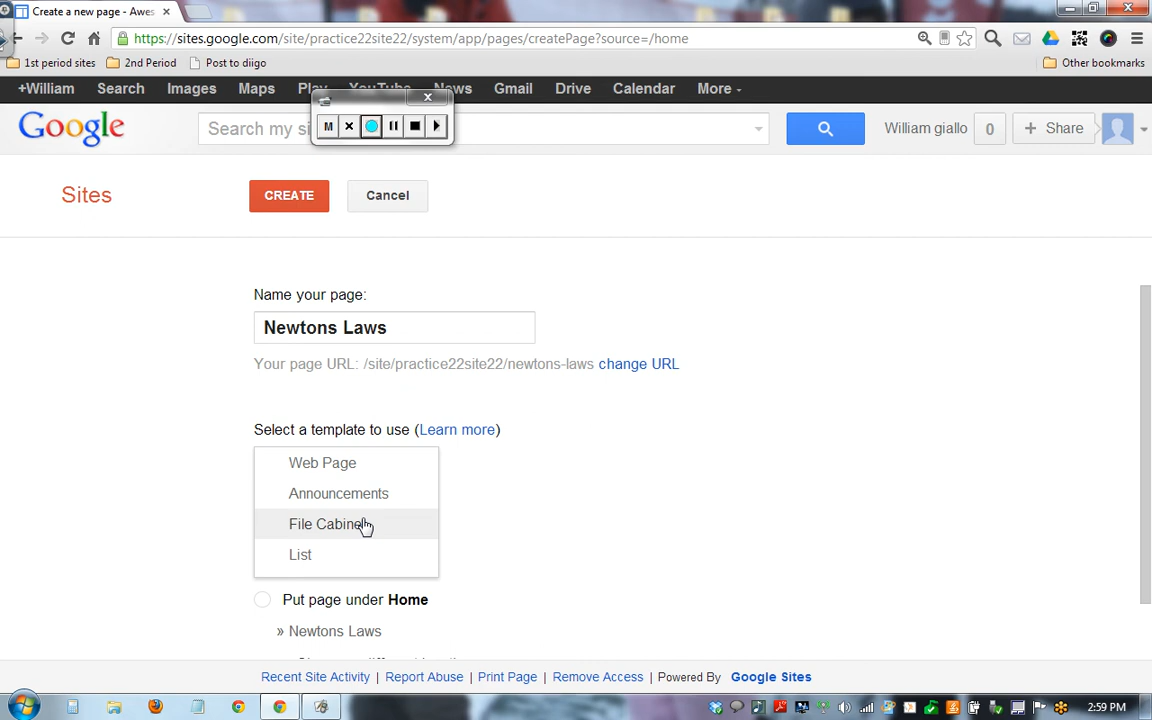 Create a new page - Awes
https://sites.google.com/site/practice22site22/system/app/pages/createPage?source=/home
1st period sites 2nd Period Post to diigo Other bookmarks
+William Search Images Maps Play YouTube News Gmail Drive Calendar More
M
Google Search my si William giallo 0 + Share
Sites CREATE Cancel
Name your page:
Newtons Laws
Your page URL: /site/practice22site22/newtons-laws change URL
Select a template to use (Learn more)
Web Page
Announcements
File Cabine
List
Put page under Home
» Newtons Laws
Recent Site Activity | Report Abuse | Print Page | Remove Access | Powered By Google Sites
2:59 PM